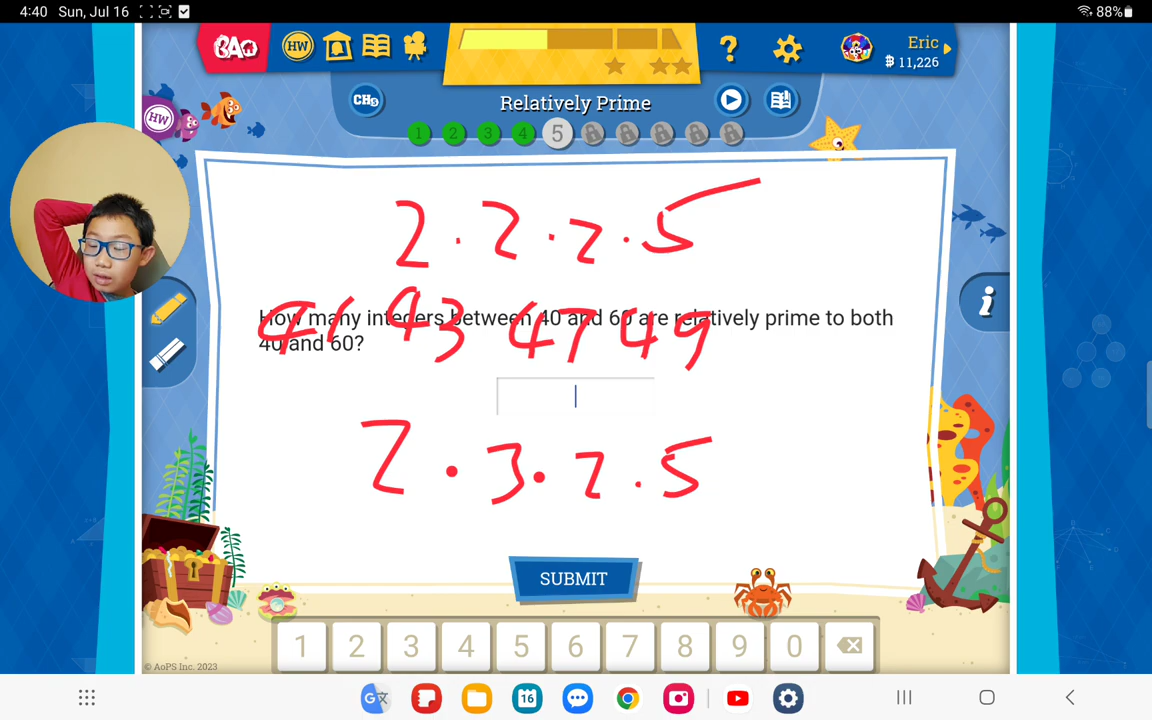 4:40 Sun, Jul 16 88%
BA
HW
Eric
฿ 11,226
?
CH5
Relatively Prime
HW
1 2 3 4 5
2 · 2 · 2 · 5
How many integers between 40 and 60 are relatively prime to both
40 and 60?
41 43 47 49
2 · 3 · 2 · 5
i
SUBMIT
1 2 3 4 5 6 7 8 9 0
© AoPS Inc. 2023
G 文
16